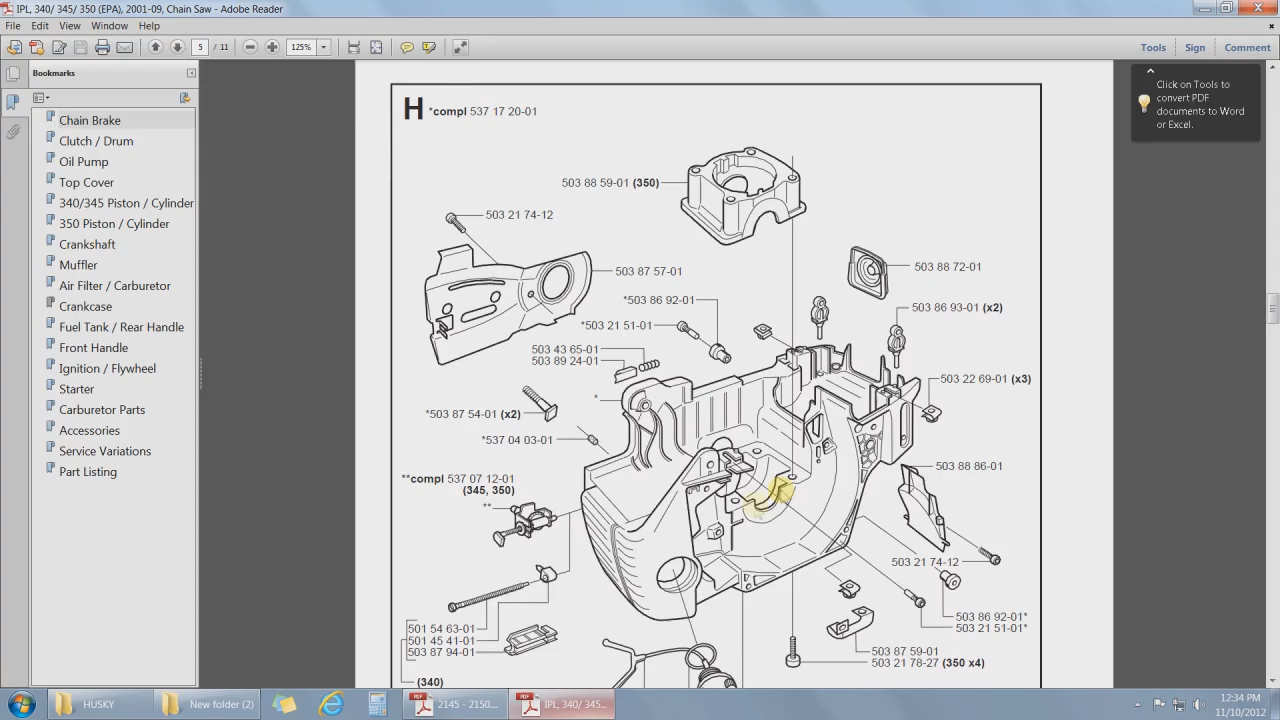 IPL, 340/ 345/ 350 (EPA), 2001-09, Chain Saw - Adobe Reader
File Edit View Window Help
5 / 11 125% Tools Sign Comment
Bookmarks
Chain Brake
Clutch / Drum
Oil Pump
Top Cover
340/345 Piston / Cylinder
350 Piston / Cylinder
Crankshaft
Muffler
Air Filter / Carburetor
Crankcase
Fuel Tank / Rear Handle
Front Handle
Ignition / Flywheel
Starter
Carburetor Parts
Accessories
Service Variations
Part Listing
Click on Tools to
convert PDF
documents to Word
or Excel.
H *compl 537 17 20-01
503 88 59-01 (350)
503 21 74-12
503 87 57-01
503 88 72-01
*503 86 92-01
503 86 93-01 (x2)
*503 21 51-01
503 43 65-01
503 89 24-01
503 22 69-01 (x3)
*
*503 87 54-01 (x2)
*537 04 03-01
503 88 86-01
**compl 537 07 12-01
(345, 350)
**
503 21 74-12
503 86 92-01*
503 21 51-01*
501 54 63-01
501 45 41-01
503 87 94-01
503 87 59-01
503 21 78-27 (350 x4)
(340)
HUSKY
New folder (2)
PDF
2145 - 2150...
PDF
IPL, 340/ 345...
12:34 PM
11/10/2012